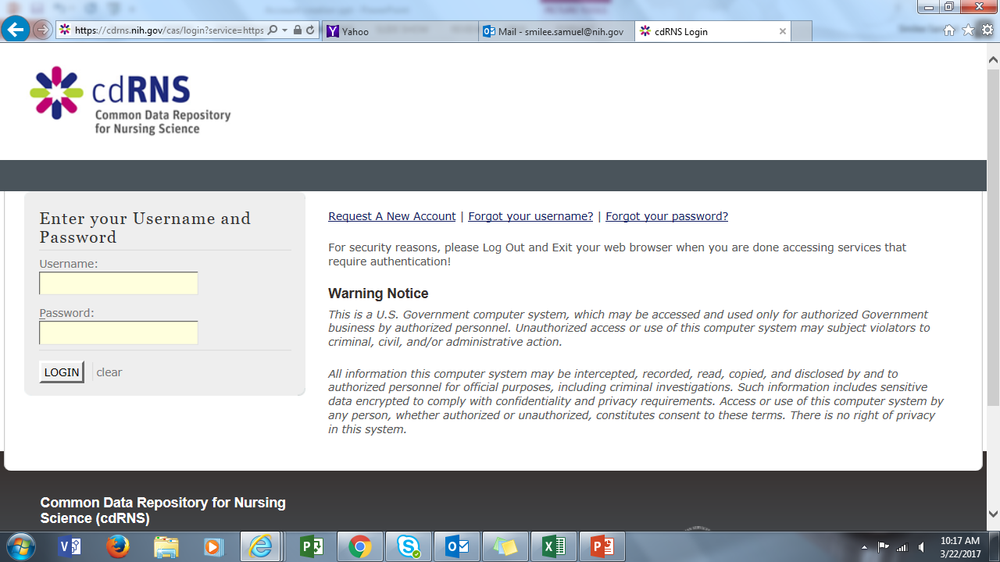 https://cdrns.nih.gov/cas/login?service=https
Yahoo
Mail - smilee.samuel@nih.gov
cdRNS Login
cdRNS
Common Data Repository
for Nursing Science
Enter your Username and
Password
Username:
Password:
LOGIN
clear
Request A New Account | Forgot your username? | Forgot your password?
For security reasons, please Log Out and Exit your web browser when you are done accessing services that
require authentication!
Warning Notice
This is a U.S. Government computer system, which may be accessed and used only for authorized Government
business by authorized personnel. Unauthorized access or use of this computer system may subject violators to
criminal, civil, and/or administrative action.
All information this computer system may be intercepted, recorded, read, copied, and disclosed by and to
authorized personnel for official purposes, including criminal investigations. Such information includes sensitive
data encrypted to comply with confidentiality and privacy requirements. Access or use of this computer system by
any person, whether authorized or unauthorized, constitutes consent to these terms. There is no right of privacy
in this system.
Common Data Repository for Nursing
Science (cdRNS)
10:17 AM
3/22/2017